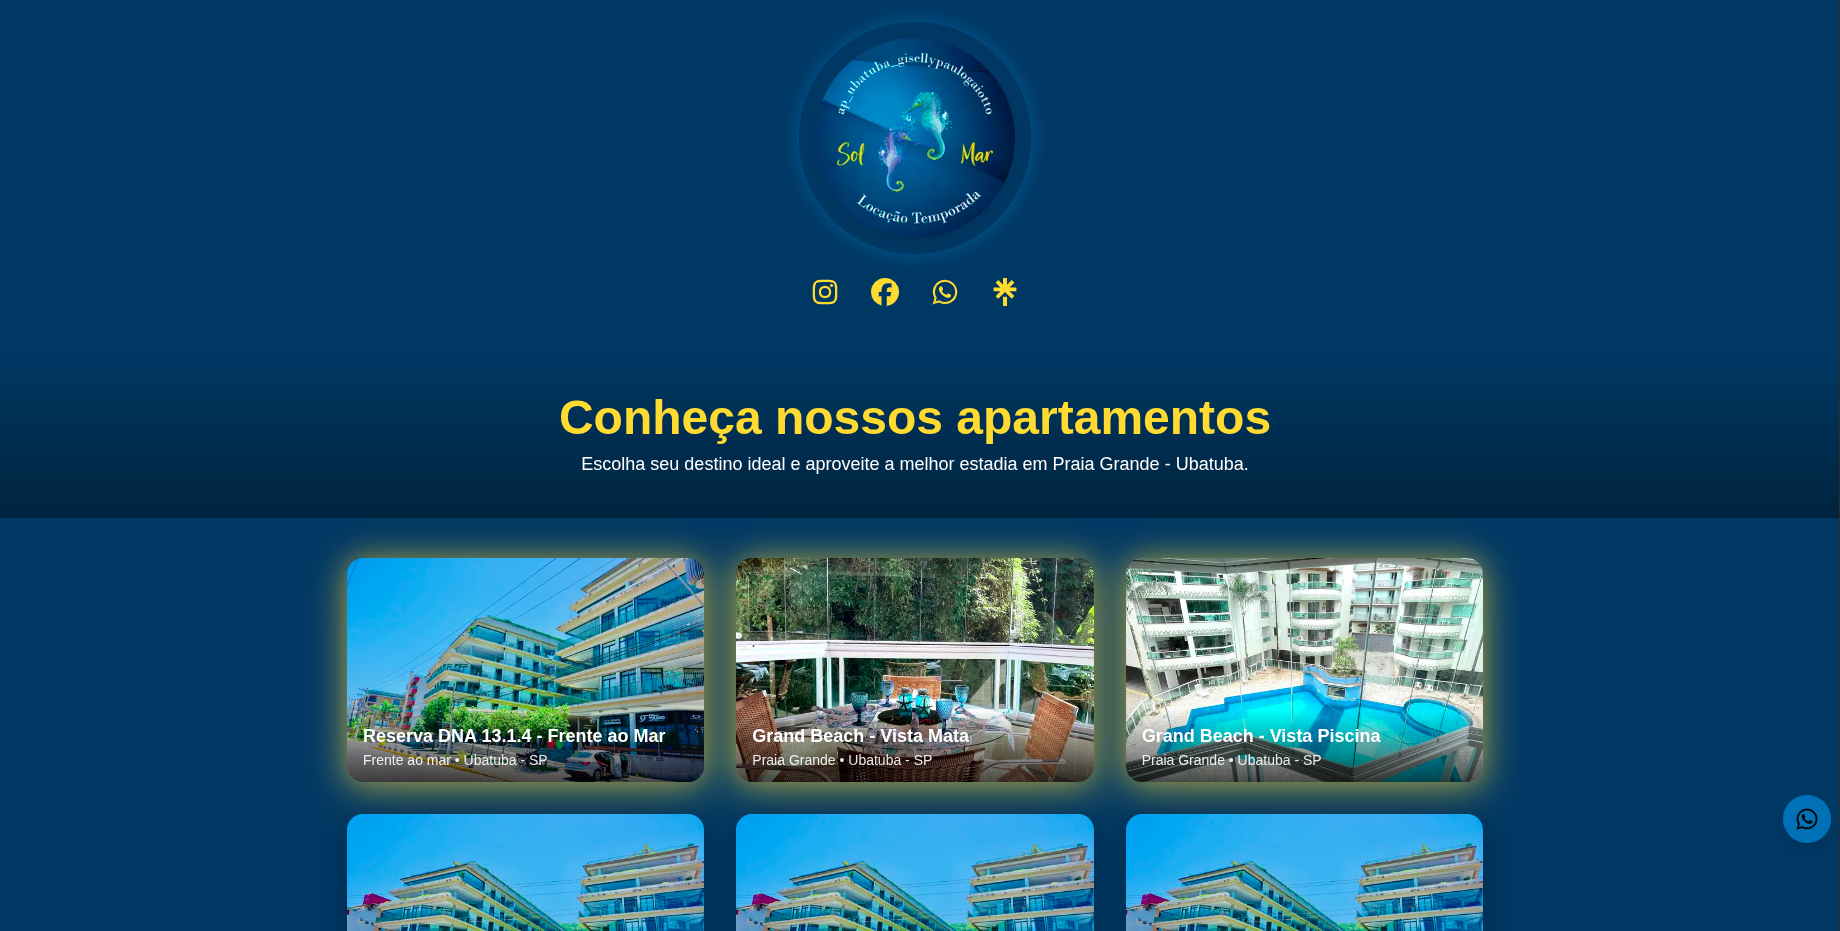 ap_ubatuba_gisellypaulogaiotto
Sol Mar
Locação Temporada
Conheça nossos apartamentos
Escolha seu destino ideal e aproveite a melhor estadia em Praia Grande - Ubatuba.
Reserva DNA 13.1.4 - Frente ao Mar
Frente ao mar • Ubatuba - SP
Grand Beach - Vista Mata
Praia Grande • Ubatuba - SP
Grand Beach - Vista Piscina
Praia Grande • Ubatuba - SP